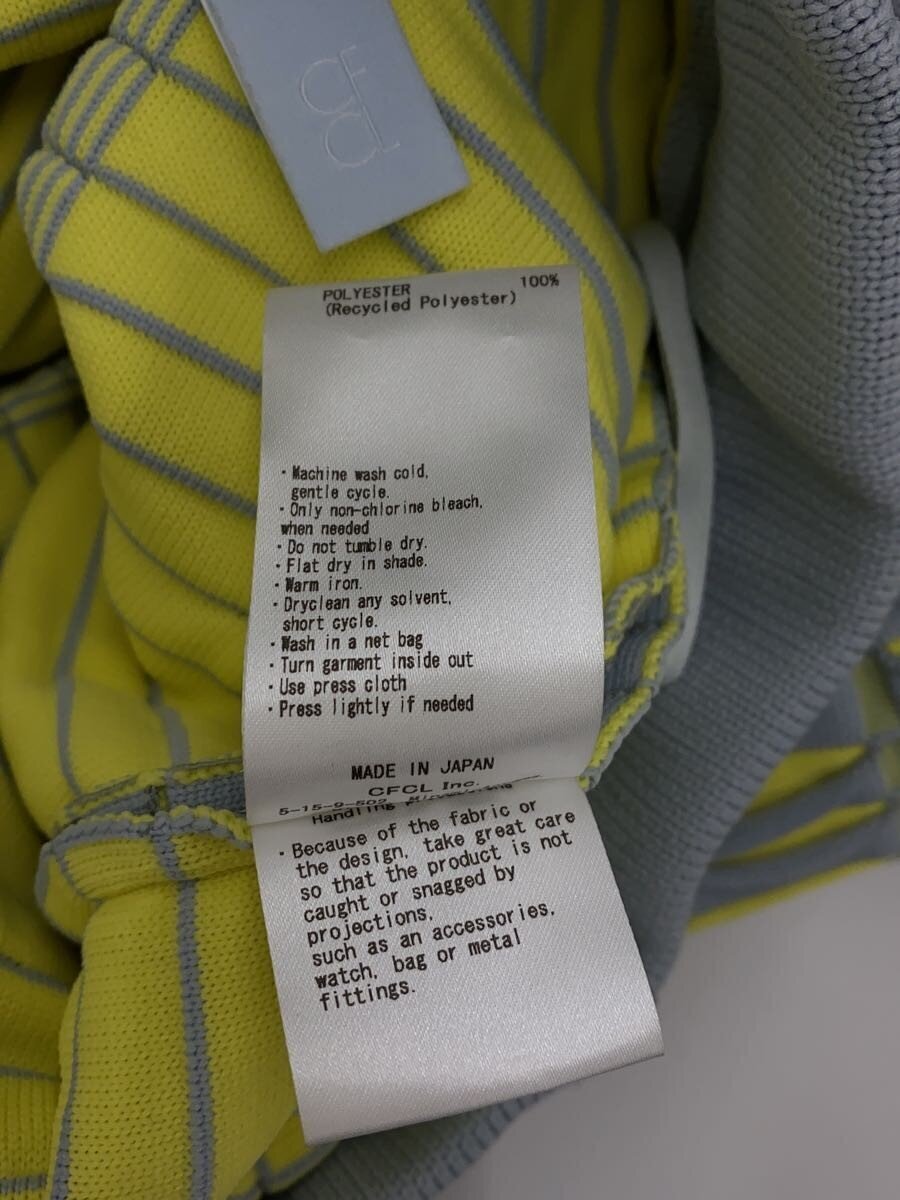 CFCL
POLYESTER 100%
(Recycled Polyester)
・Machine wash cold,
gentle cycle.
・Only non-chlorine bleach,
when needed
・Do not tumble dry.
・Flat dry in shade.
・Warm iron.
・Dryclean any solvent,
short cycle.
・Wash in a net bag
・Turn garment inside out
・Use press cloth
・Press lightly if needed
MADE IN JAPAN
CFCL Inc.
5-15-9-502
Handling
・Because of the fabric or
the design, take great care
so that the product is not
caught or snagged by
projections,
such as an accessories,
watch, bag or metal
fittings.